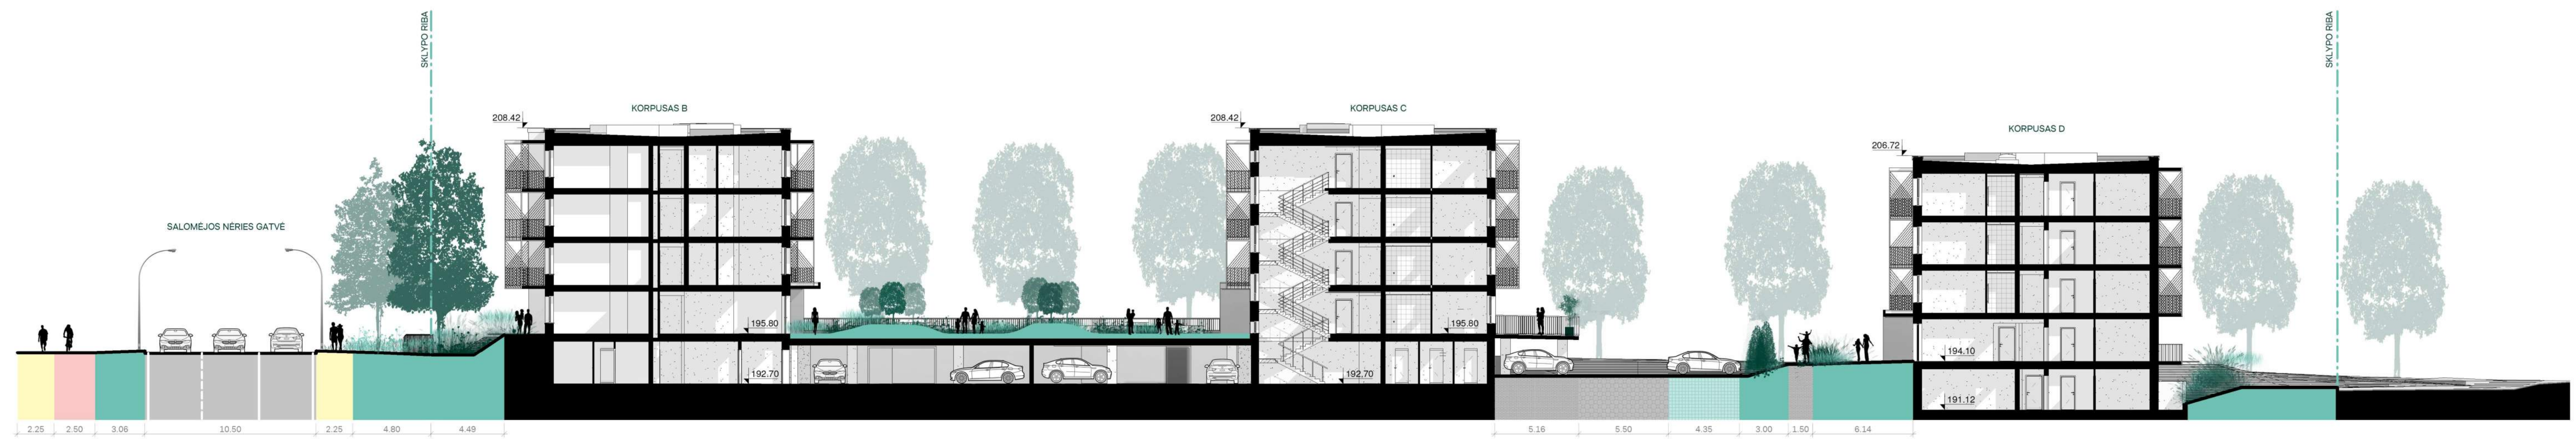 SKLYPO RIBA
SKLYPO RIBA
KORPUSAS B
KORPUSAS C
KORPUSAS D
208.42
208.42
206.72
SALOMĖJOS NĖRIES GATVĖ
195.80
195.80
194.10
192.70
192.70
191.12
2.25 2.50 3.06 10.50 2.25 4.80 4.49 5.16 5.50 4.35 3.00 1.50 6.14